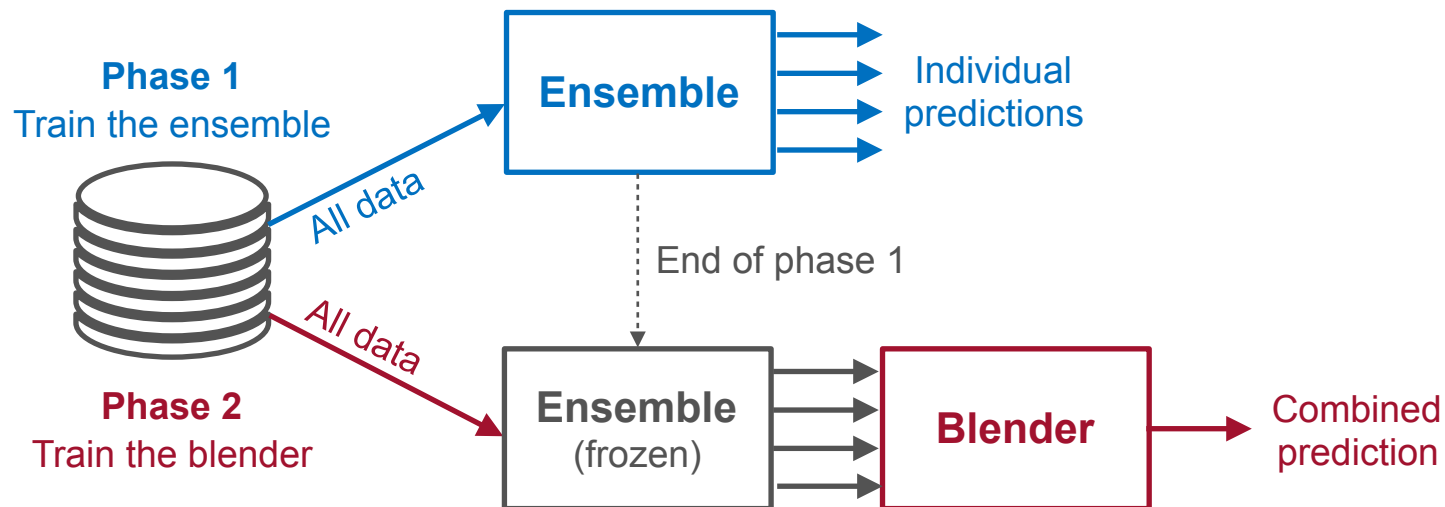 Phase 1
Train the ensemble
All data
Ensemble
Individual
predictions
End of phase 1
All data
Phase 2
Train the blender
Ensemble
(frozen)
Blender
Combined
prediction